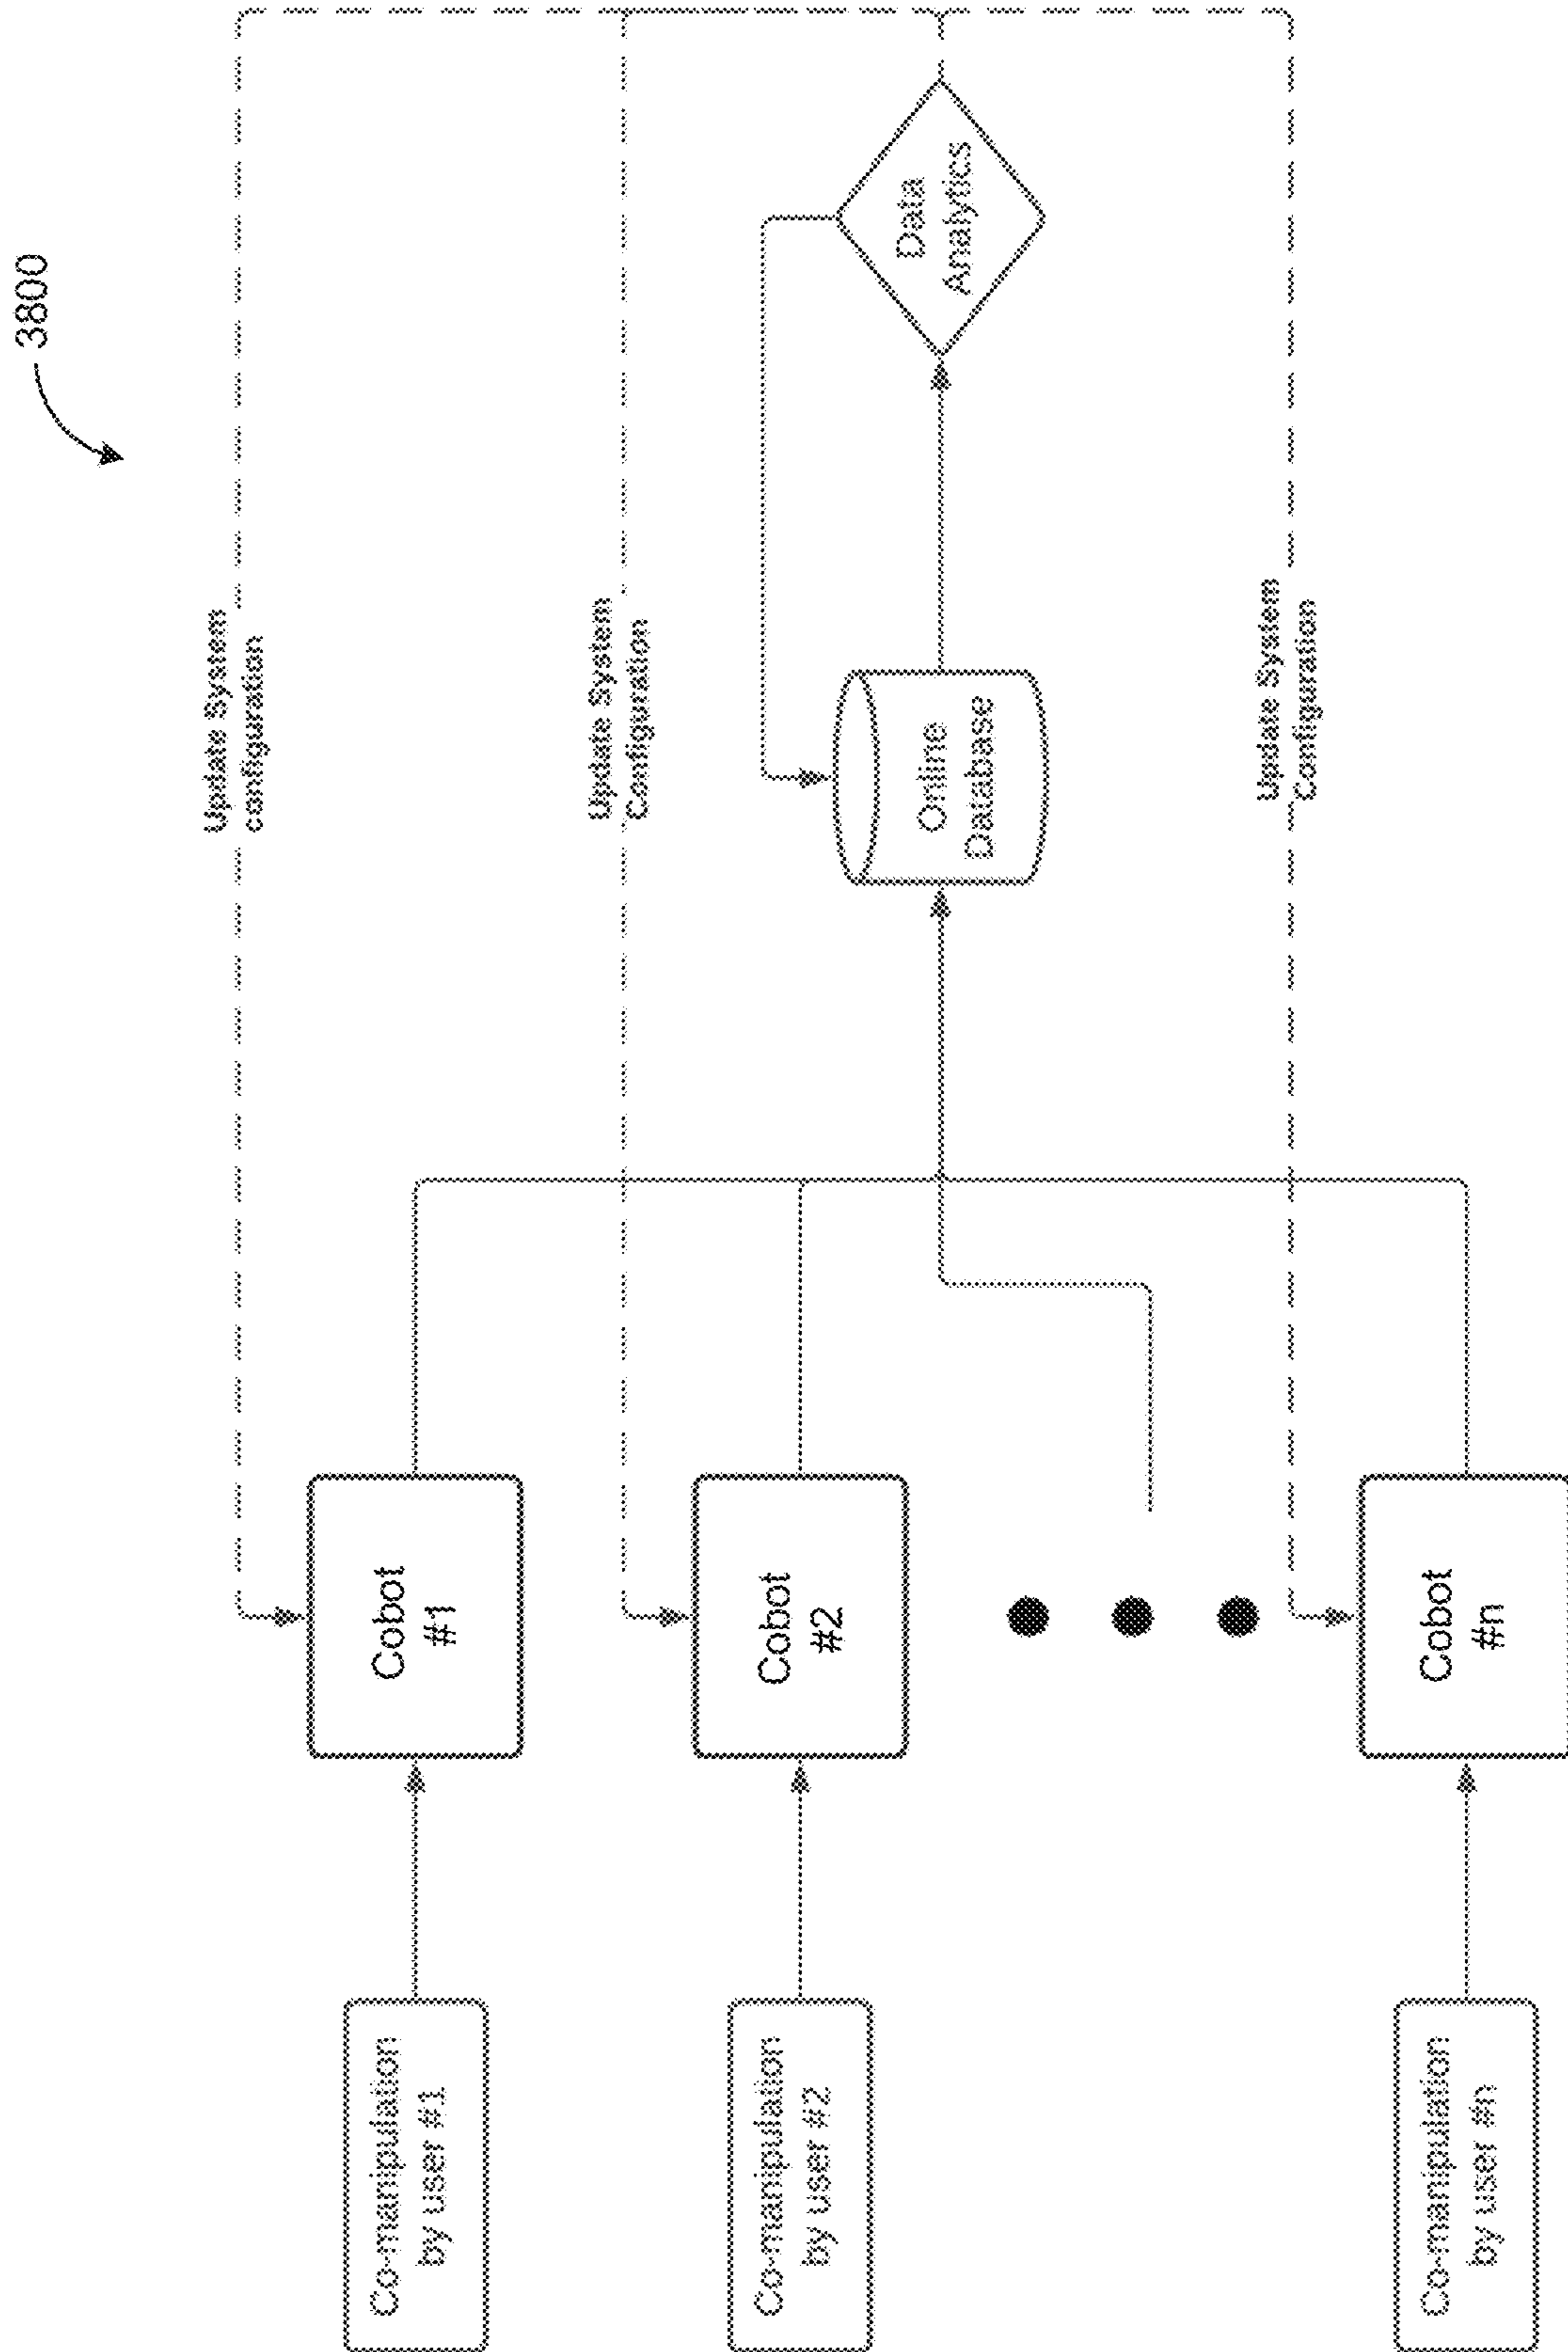 3800
Update System
configuration
Update System
Configuration
Update System
Configuration
Co-manipulation
by user #1
Cobot
#1
Co-manipulation
by user #2
Cobot
#2
Online
Database
Data
Analytics
Co-manipulation
by user #n
Cobot
#n